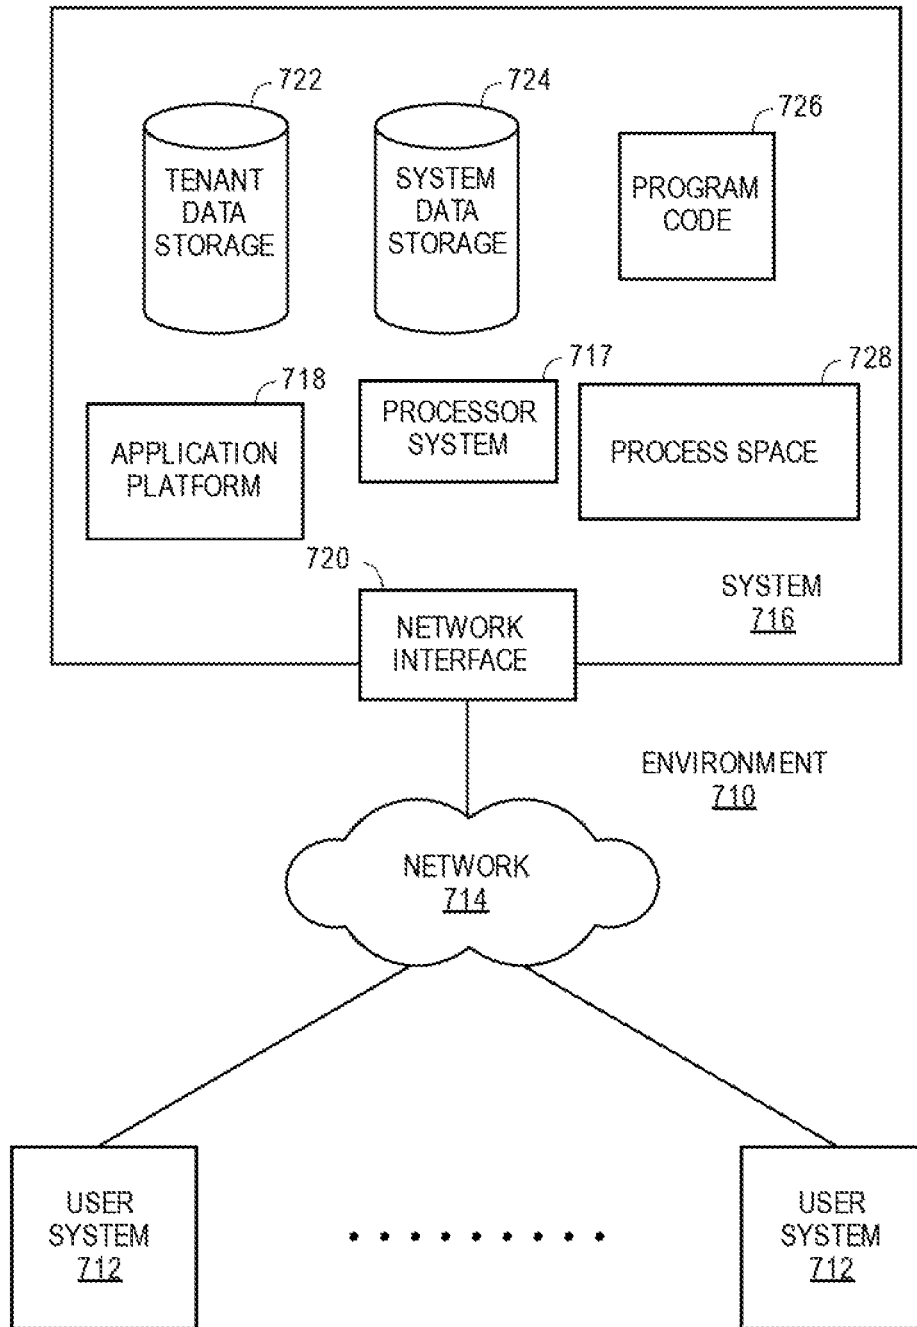 722
TENANT
DATA
STORAGE
724
SYSTEM
DATA
STORAGE
726
PROGRAM
CODE
718
APPLICATION
PLATFORM
717
PROCESSOR
SYSTEM
728
PROCESS SPACE
720
NETWORK
INTERFACE
SYSTEM
716
ENVIRONMENT
710
NETWORK
714
USER
SYSTEM
712
USER
SYSTEM
712